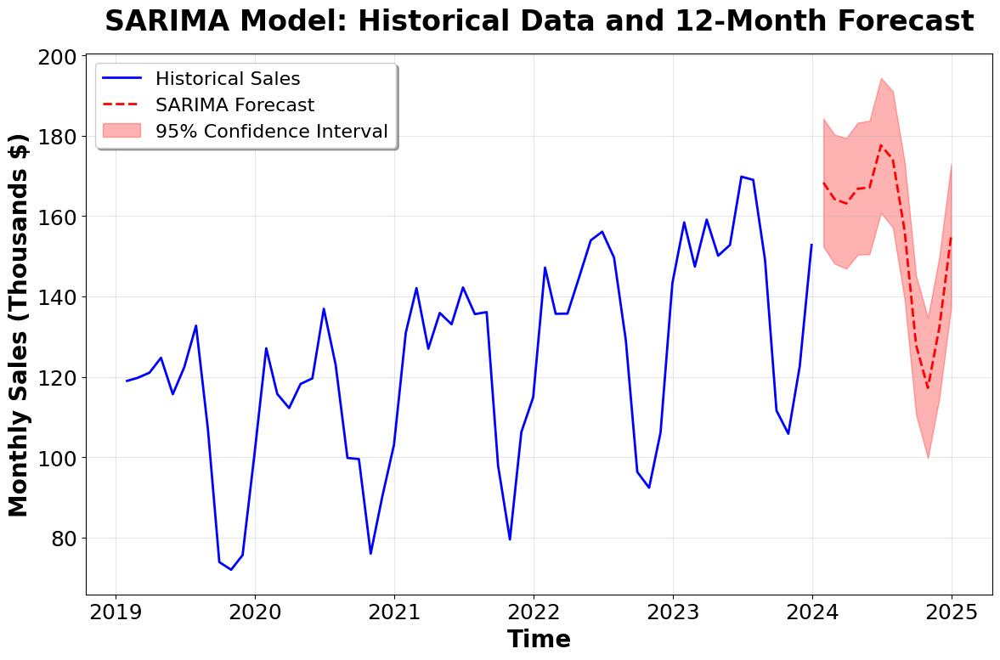 SARIMA Model: Historical Data and 12-Month Forecast
Historical Sales
SARIMA Forecast
95% Confidence Interval
Monthly Sales (Thousands $)
200
180
160
140
120
100
80
2019 2020 2021 2022 2023 2024 2025
Time